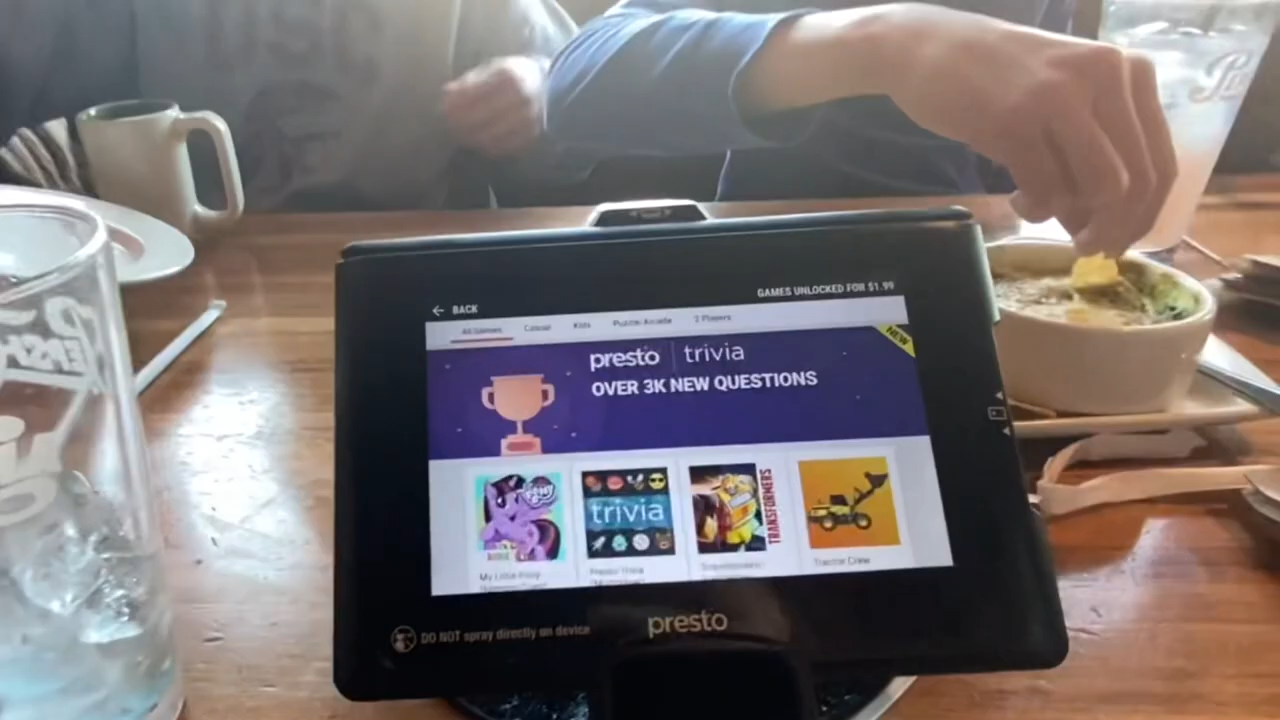 USC
BACK
GAMES UNLOCKED FOR $1.99
All Games
Casual
Kids
Puzzle/Arcade
2 Players
NEW
presto | trivia
OVER 3K NEW QUESTIONS
trivia
TRANSFORMERS
My Little Pony
Presto Trivia
Tractor Crew
DO NOT spray directly on device
presto